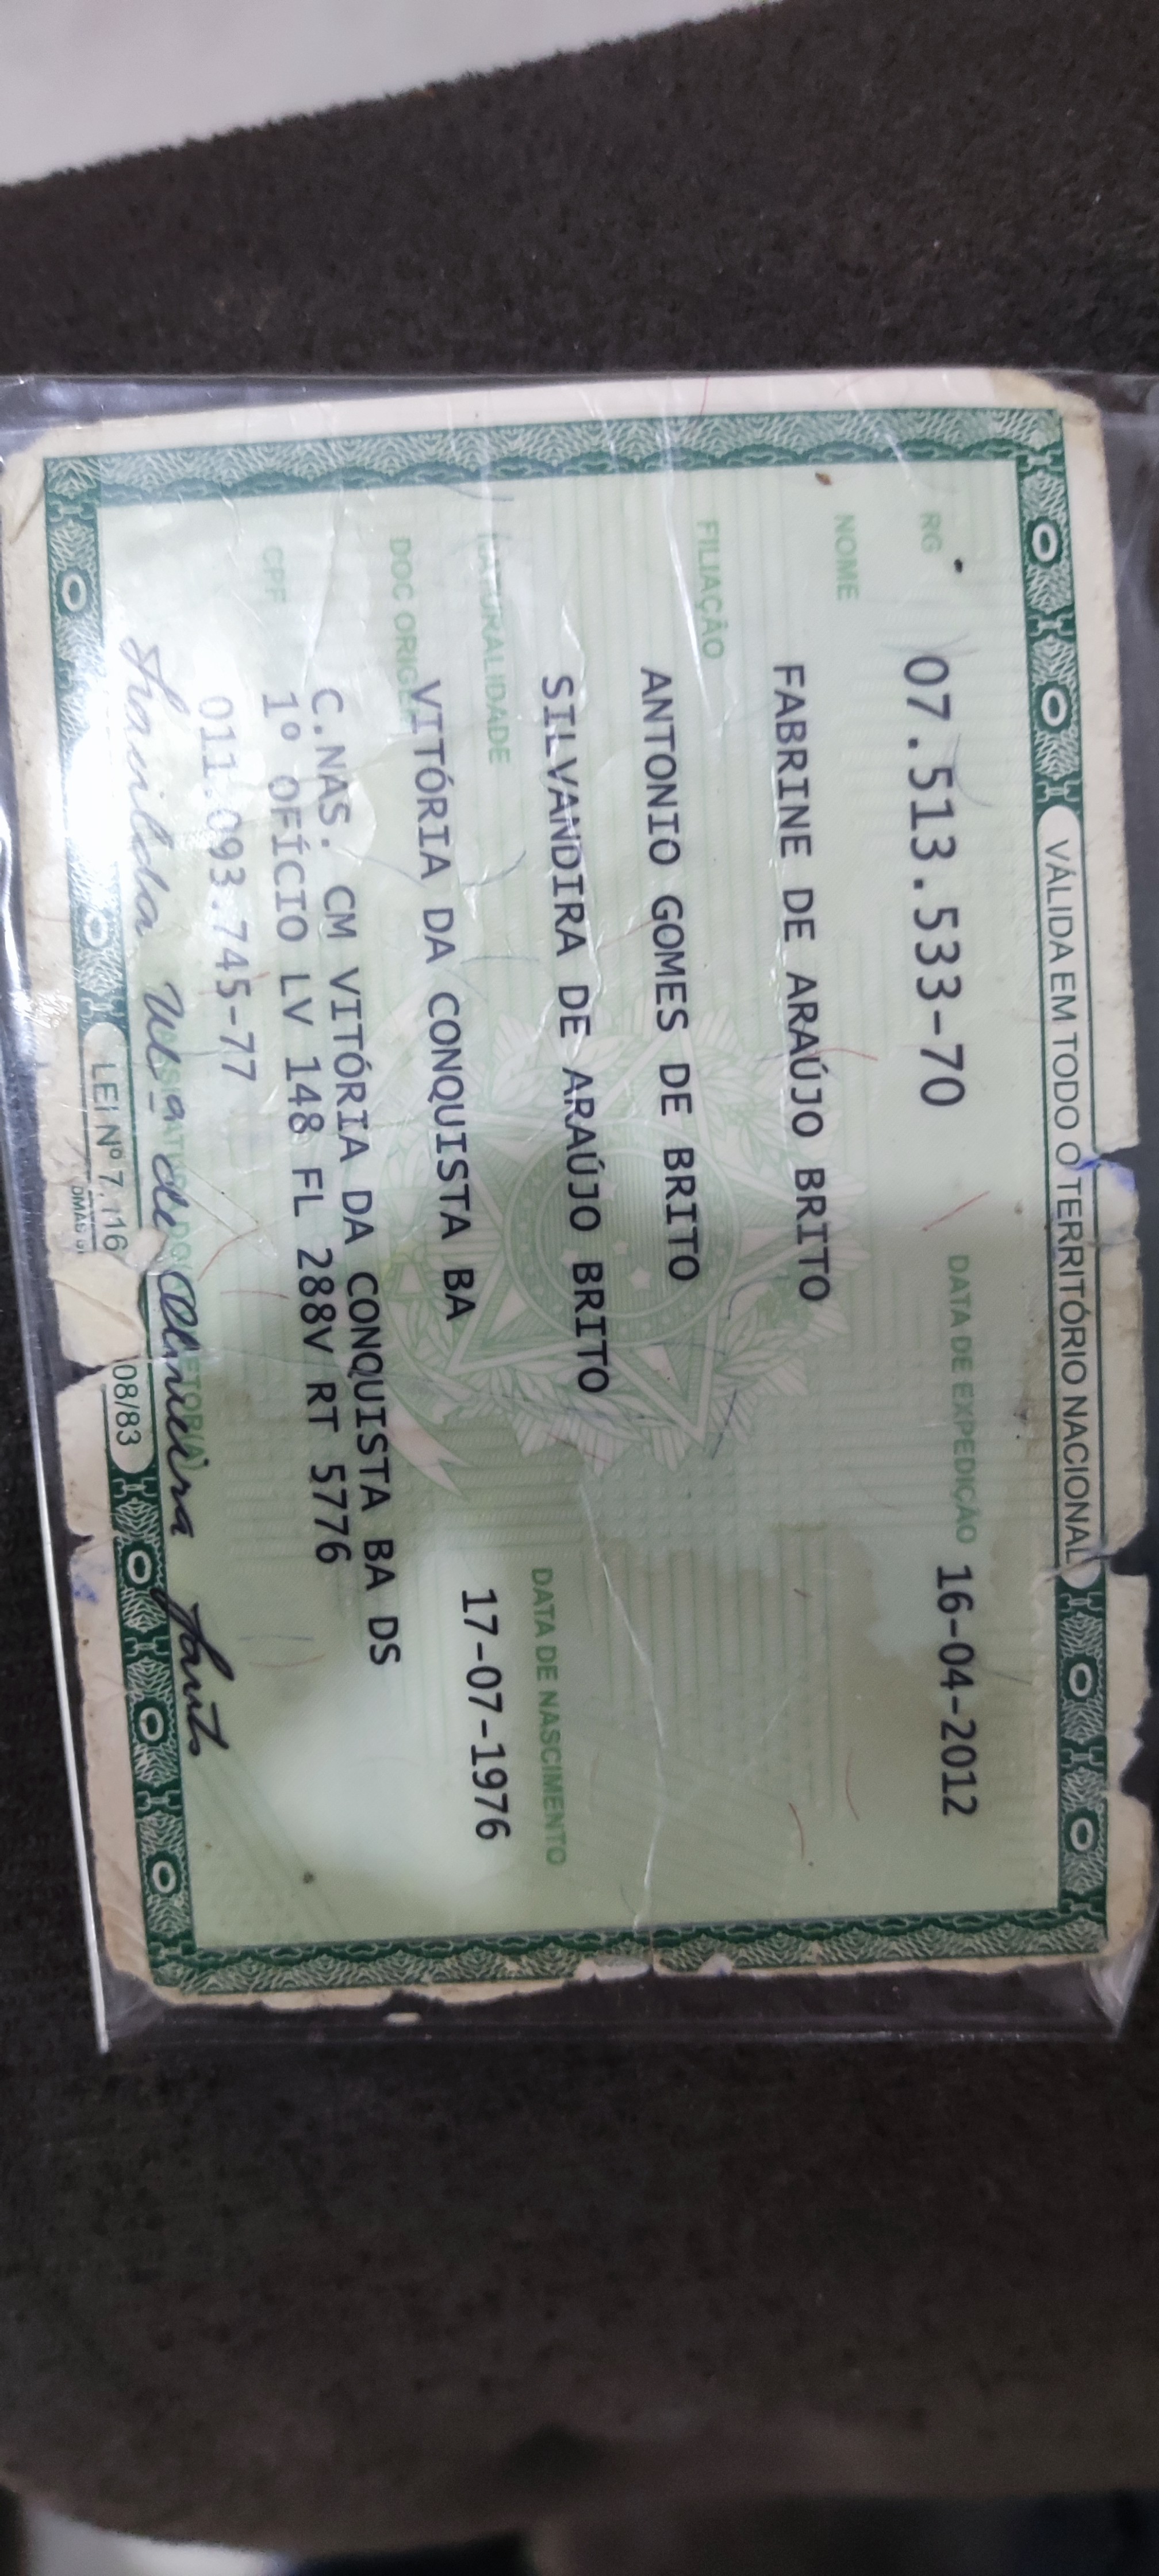 VÁLIDA EM TODO O TERRITÓRIO NACIONAL
RG 07.513.533-70 DATA DE EXPEDIÇÃO 16-04-2012
NOME FABRINE DE ARAÚJO BRITO
FILIAÇÃO ANTONIO GOMES DE BRITO
SILVANDIRA DE ARAÚJO BRITO
NATURALIDADE DATA DE NASCIMENTO
VITÓRIA DA CONQUISTA BA 17-07-1976
DOC ORIGEM C.NAS. CM VITÓRIA DA CONQUISTA BA DS
1º OFÍCIO LV 148 FL 288V RT 5776
CPF 011.093.745-77
LEI Nº 7.116 08/83